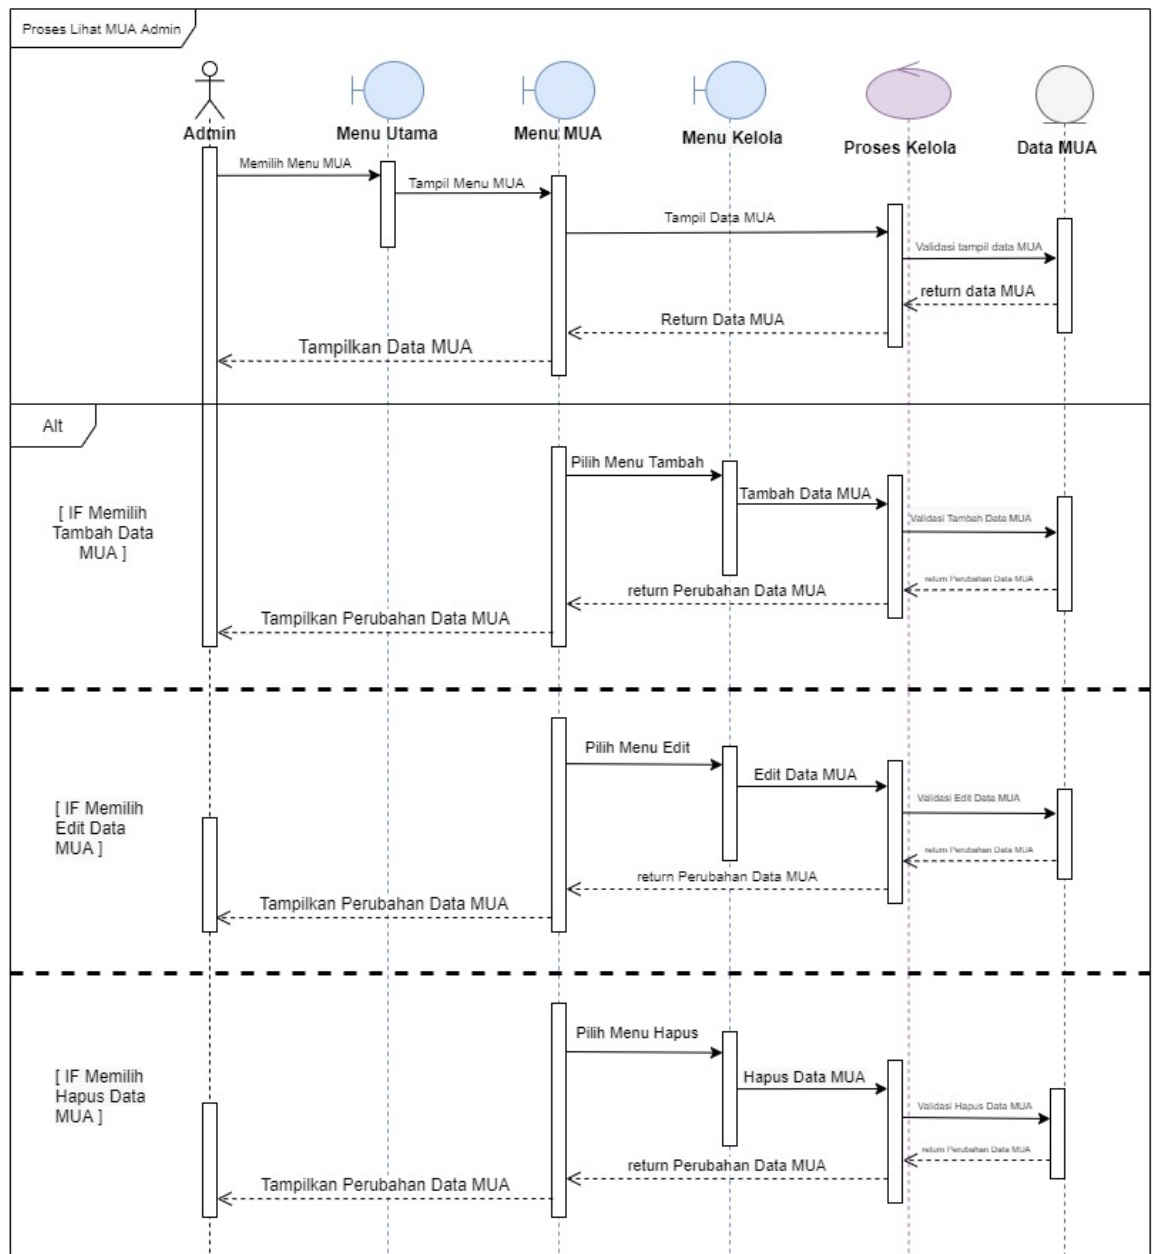 Proses Lihat MUA Admin
Admin
Menu Utama
Menu MUA
Menu Kelola
Proses Kelola
Data MUA
Memilih Menu MUA
Tampil Menu MUA
Tampil Data MUA
Validasi tampil data MUA
return data MUA
Return Data MUA
Tampilkan Data MUA
Alt
[ IF Memilih
Tambah Data
MUA ]
Pilih Menu Tambah
Tambah Data MUA
Validasi Tambah Data MUA
return Perubahan Data MUA
return Perubahan Data MUA
Tampilkan Perubahan Data MUA
[ IF Memilih
Edit Data
MUA ]
Pilih Menu Edit
Edit Data MUA
Validasi Edit Data MUA
return Perubahan Data MUA
return Perubahan Data MUA
Tampilkan Perubahan Data MUA
[ IF Memilih
Hapus Data
MUA ]
Pilih Menu Hapus
Hapus Data MUA
Validasi Hapus Data MUA
return Perubahan Data MUA
return Perubahan Data MUA
Tampilkan Perubahan Data MUA